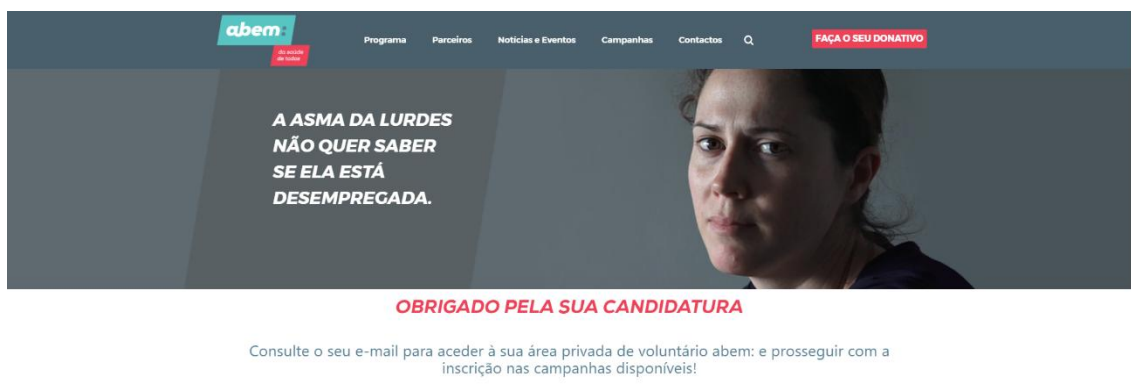 abem:
da saúde
de todos
Programa
Parceiros
Notícias e Eventos
Campanhas
Contactos
FAÇA O SEU DONATIVO
A ASMA DA LURDES
NÃO QUER SABER
SE ELA ESTÁ
DESEMPREGADA.
OBRIGADO PELA SUA CANDIDATURA
Consulte o seu e-mail para aceder à sua área privada de voluntário abem: e prosseguir com a
inscrição nas campanhas disponíveis!